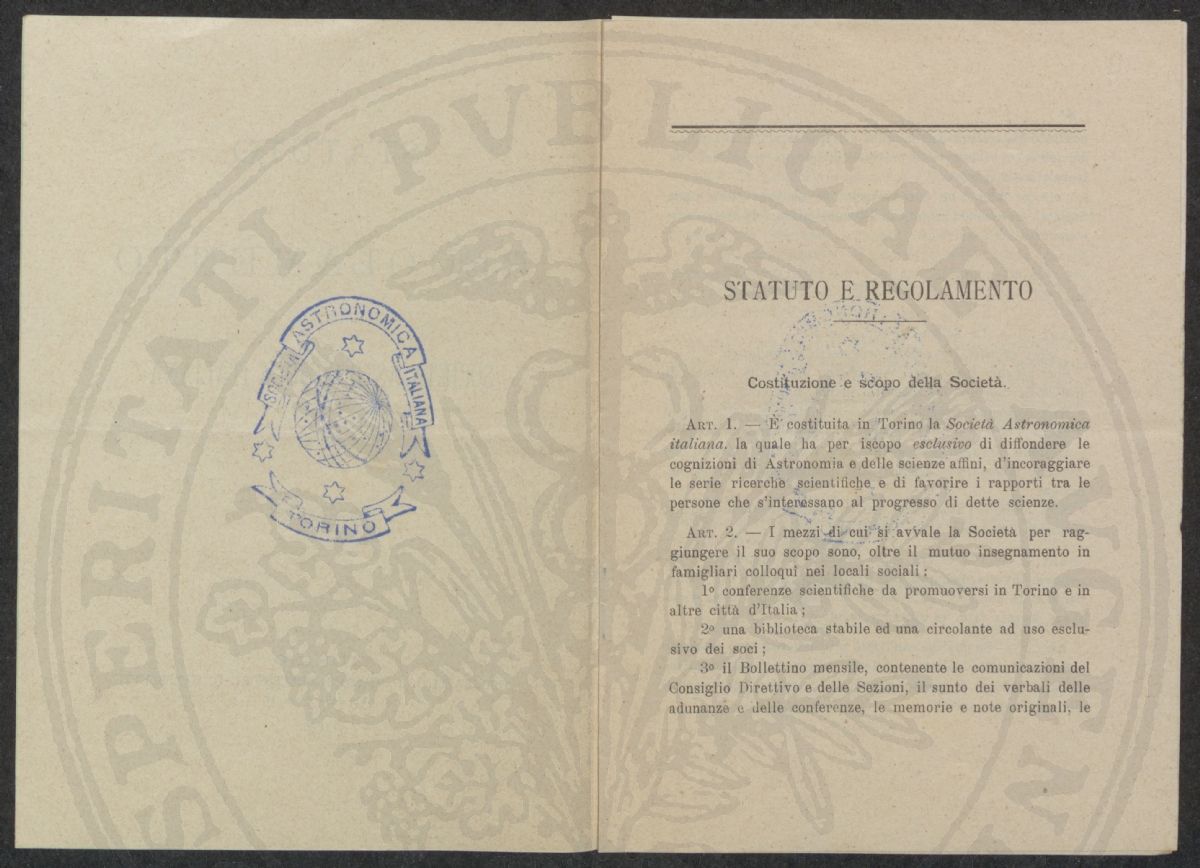 SOCIETÀ
ASTRONOMICA
ITALIANA
TORINO
SPERITATI PVBLICAE
STATUTO E REGOLAMENTO
Costituzione e scopo della Società.
ART. 1. — È costituita in Torino la Società Astronomica
italiana, la quale ha per iscopo esclusivo di diffondere le
cognizioni di Astronomia e delle scienze affini, d'incoraggiare
le serie ricerche scientifiche e di favorire i rapporti tra le
persone che s'interessano al progresso di dette scienze.
ART. 2. — I mezzi di cui si avvale la Società per rag-
giungere il suo scopo sono, oltre il mutuo insegnamento in
famigliari colloqui nei locali sociali :
1º conferenze scientifiche da promuoversi in Torino e in
altre città d'Italia ;
2º una biblioteca stabile ed una circolante ad uso esclu-
sivo dei soci ;
3º il Bollettino mensile, contenente le comunicazioni del
Consiglio Direttivo e delle Sezioni, il sunto dei verbali delle
adunanze e delle conferenze, le memorie e note originali, le